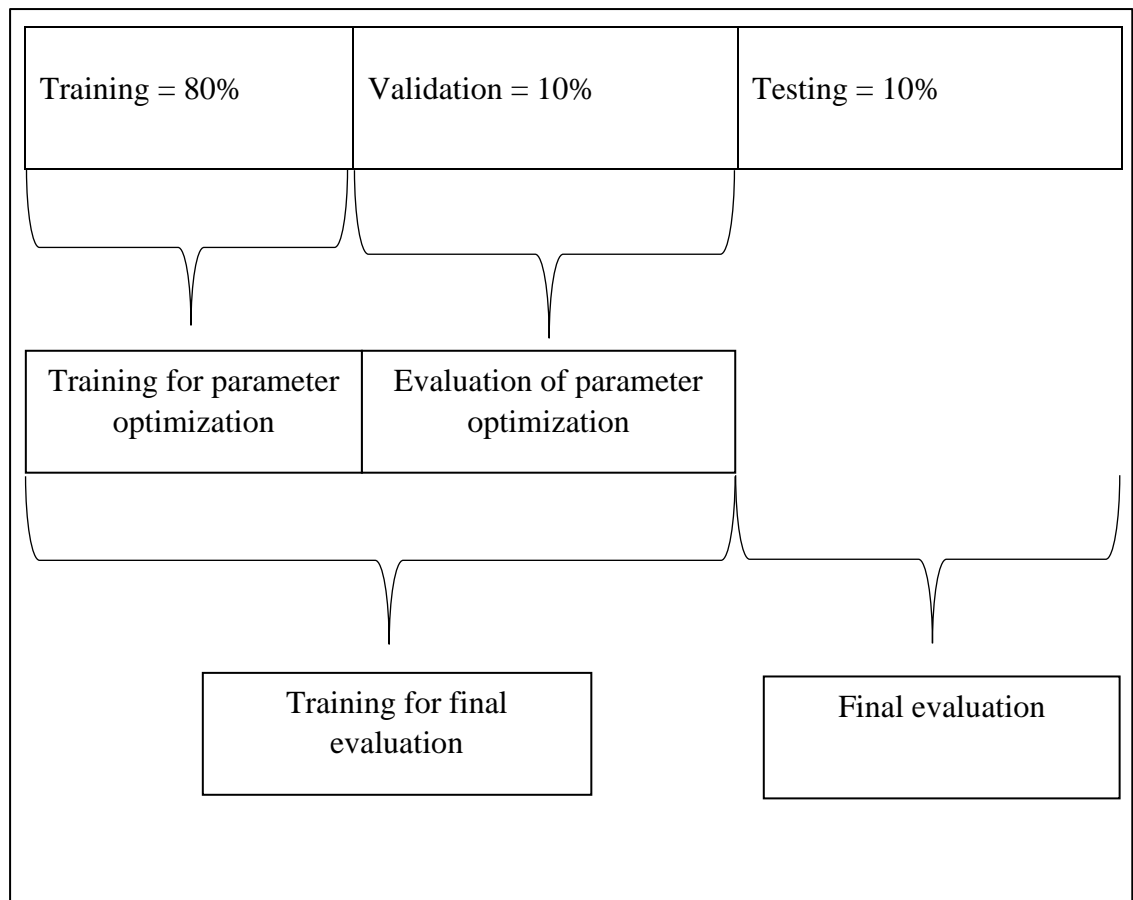 Training = 80%
Validation = 10%
Testing = 10%
Training for parameter
optimization
Evaluation of parameter
optimization
Training for final
evaluation
Final evaluation